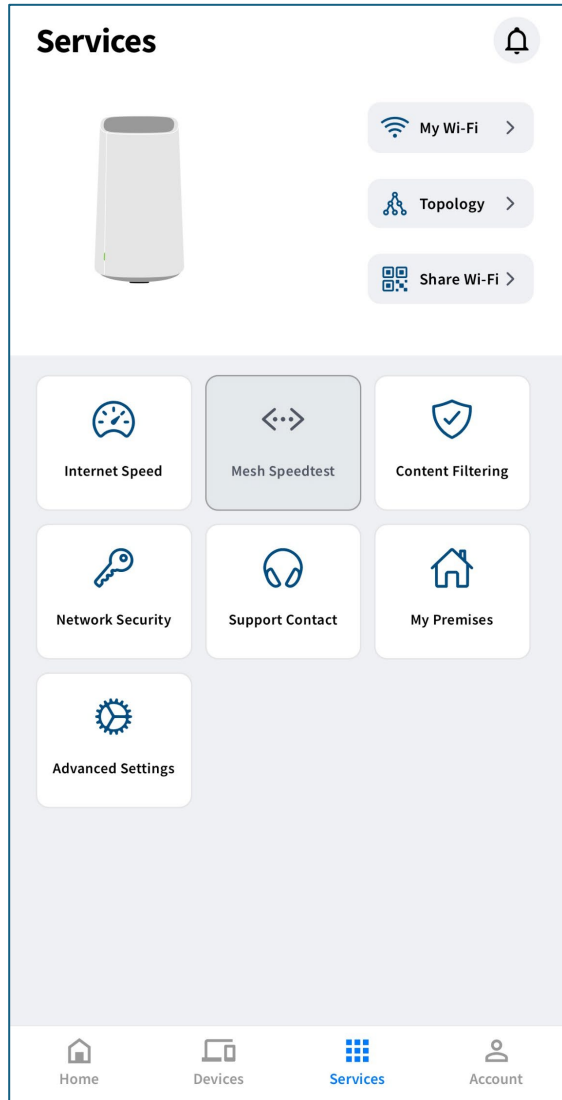 Services
My Wi-Fi
Topology
Share Wi-Fi
Internet Speed
Mesh Speedtest
Content Filtering
Network Security
Support Contact
My Premises
Advanced Settings
Home
Devices
Services
Account